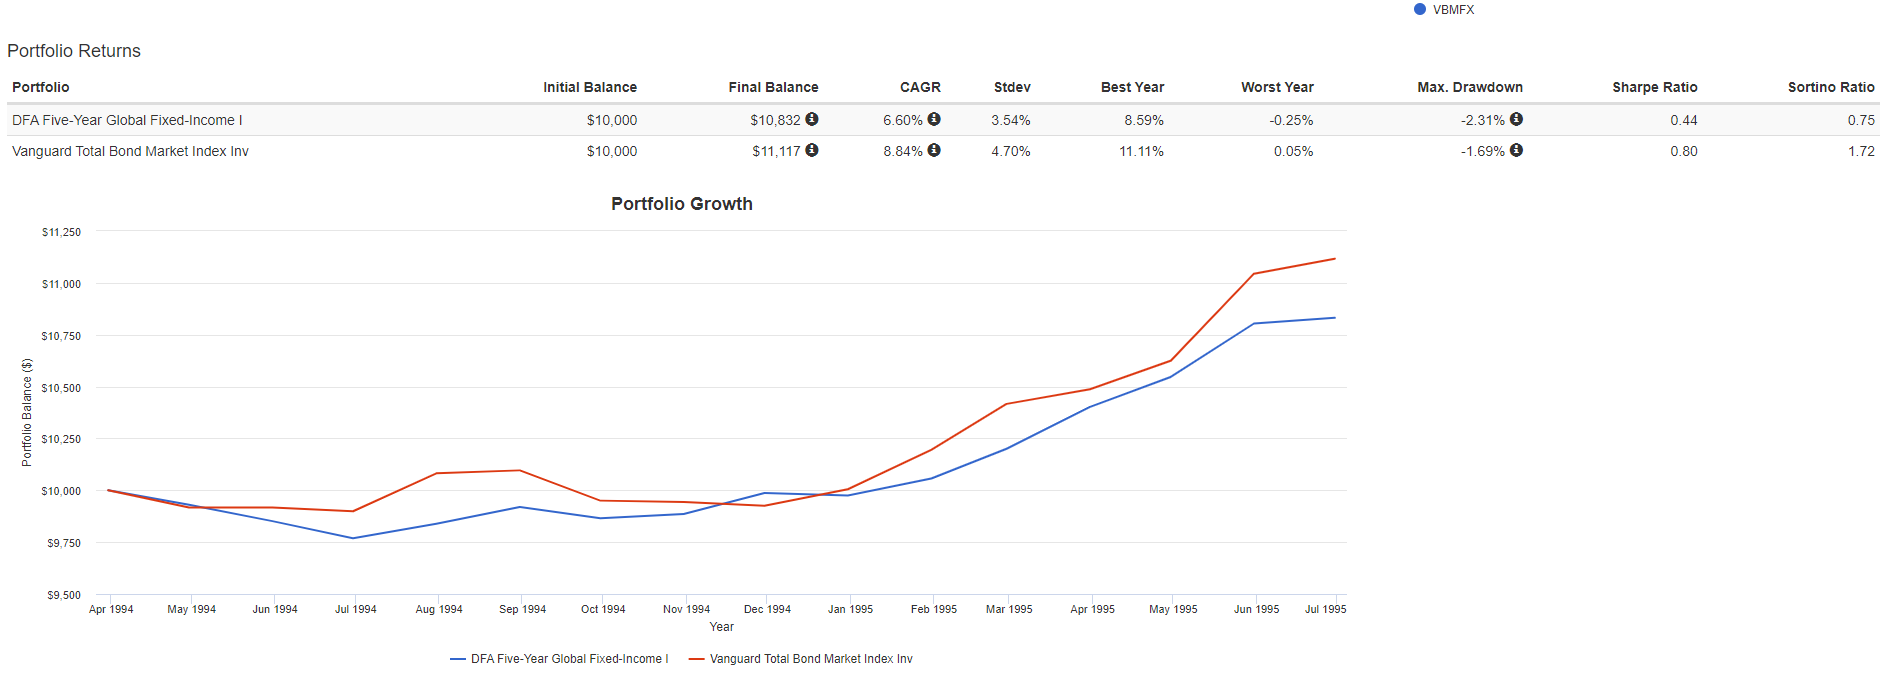 VBMFX
Portfolio Returns
Portfolio Initial Balance Final Balance CAGR Stdev Best Year Worst Year Max. Drawdown Sharpe Ratio Sortino Ratio
DFA Five-Year Global Fixed-Income I $10,000 $10,832 6.60% 3.54% 8.59% -0.25% -2.31% 0.44 0.75
Vanguard Total Bond Market Index Inv $10,000 $11,117 8.84% 4.70% 11.11% 0.05% -1.69% 0.80 1.72
Portfolio Growth
$11,250
$11,000
$10,750
$10,500
$10,250
$10,000
$9,750
$9,500
Portfolio Balance ($)
Apr 1994 May 1994 Jun 1994 Jul 1994 Aug 1994 Sep 1994 Oct 1994 Nov 1994 Dec 1994 Jan 1995 Feb 1995 Mar 1995 Apr 1995 May 1995 Jun 1995 Jul 1995
Year
DFA Five-Year Global Fixed-Income I Vanguard Total Bond Market Index Inv